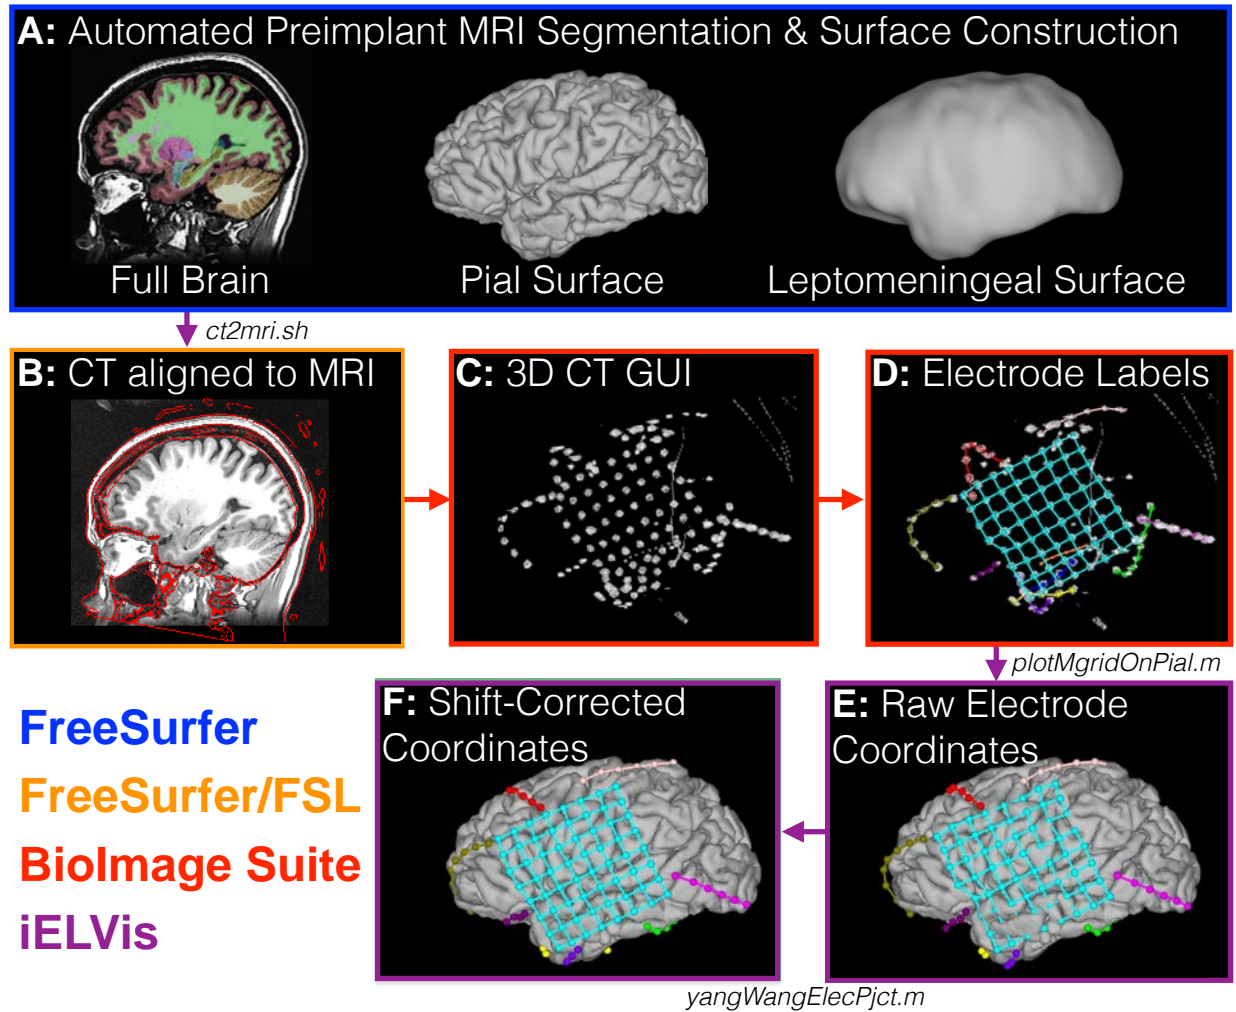 A: Automated Preimplant MRI Segmentation & Surface Construction
Full Brain
Pial Surface
Leptomeningeal Surface
ct2mri.sh
B: CT aligned to MRI
C: 3D CT GUI
D: Electrode Labels
plotMgridOnPial.m
F: Shift-Corrected
Coordinates
E: Raw Electrode
Coordinates
FreeSurfer
FreeSurfer/FSL
BioImage Suite
iELVis
yangWangElecPjct.m